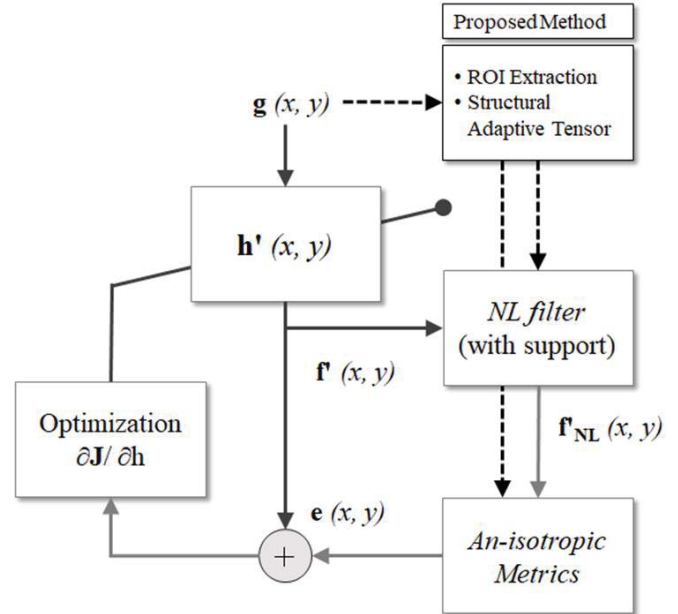 Proposed Method
• ROI Extraction
• Structural
Adaptive Tensor
g (x, y)
h' (x, y)
NL filter
(with support)
f' (x, y)
Optimization
∂J/ ∂h
f'NL (x, y)
e (x, y)
+
An-isotropic
Metrics